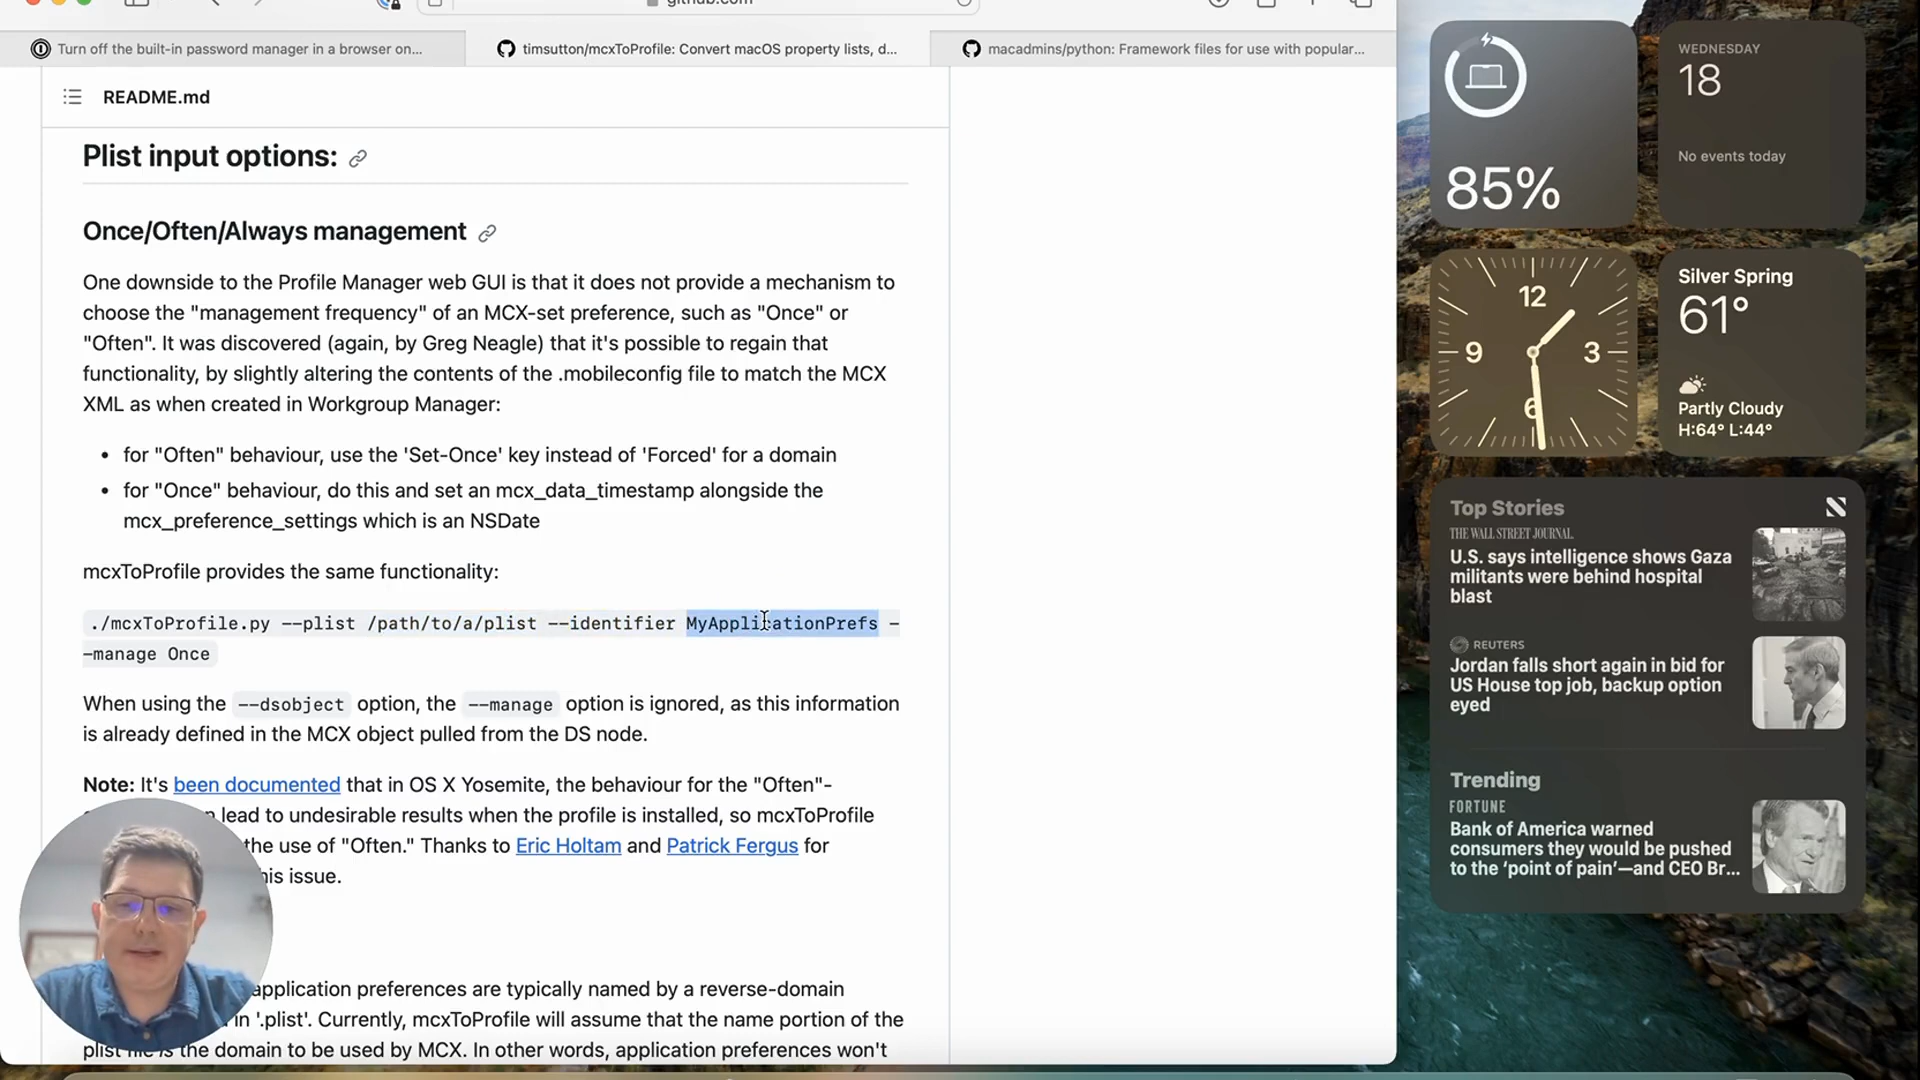 github.com
Turn off the built-in password manager in a browser on...
timsutton/mcxToProfile: Convert macOS property lists, d...
macadmins/python: Framework files for use with popular...
README.md
Plist input options:
Once/Often/Always management
One downside to the Profile Manager web GUI is that it does not provide a mechanism to
choose the "management frequency" of an MCX-set preference, such as "Once" or
"Often". It was discovered (again, by Greg Neagle) that it's possible to regain that
functionality, by slightly altering the contents of the .mobileconfig file to match the MCX
XML as when created in Workgroup Manager:
• for "Often" behaviour, use the 'Set-Once' key instead of 'Forced' for a domain
• for "Once" behaviour, do this and set an mcx_data_timestamp alongside the
mcx_preference_settings which is an NSDate
mcxToProfile provides the same functionality:
./mcxToProfile.py --plist /path/to/a/plist --identifier MyApplicationPrefs -
-manage Once
When using the --dsobject option, the --manage option is ignored, as this information
is already defined in the MCX object pulled from the DS node.
Note: It's been documented that in OS X Yosemite, the behaviour for the "Often"-
lead to undesirable results when the profile is installed, so mcxToProfile
the use of "Often." Thanks to Eric Holtam and Patrick Fergus for
this issue.
application preferences are typically named by a reverse-domain
in '.plist'. Currently, mcxToProfile will assume that the name portion of the
plist file is the domain to be used by MCX. In other words, application preferences won't
85%
WEDNESDAY
18
No events today
12
3
6
9
Silver Spring
61°
Partly Cloudy
H:64° L:44°
Top Stories
THE WALL STREET JOURNAL.
U.S. says intelligence shows Gaza
militants were behind hospital
blast
REUTERS
Jordan falls short again in bid for
US House top job, backup option
eyed
Trending
FORTUNE
Bank of America warned
consumers they would be pushed
to the ‘point of pain’—and CEO Br...